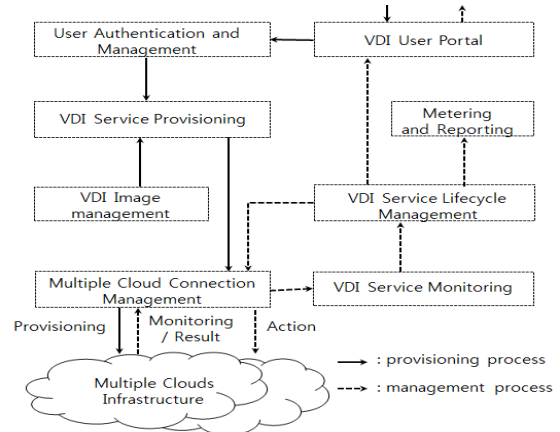 User Authentication and
Management
VDI User Portal
VDI Service Provisioning
Metering
and Reporting
VDI Image
management
VDI Service Lifecycle
Management
Multiple Cloud Connection
Management
VDI Service Monitoring
Provisioning
Monitoring
/ Result
Action
Multiple Clouds
Infrastructure
: provisioning process
: management process